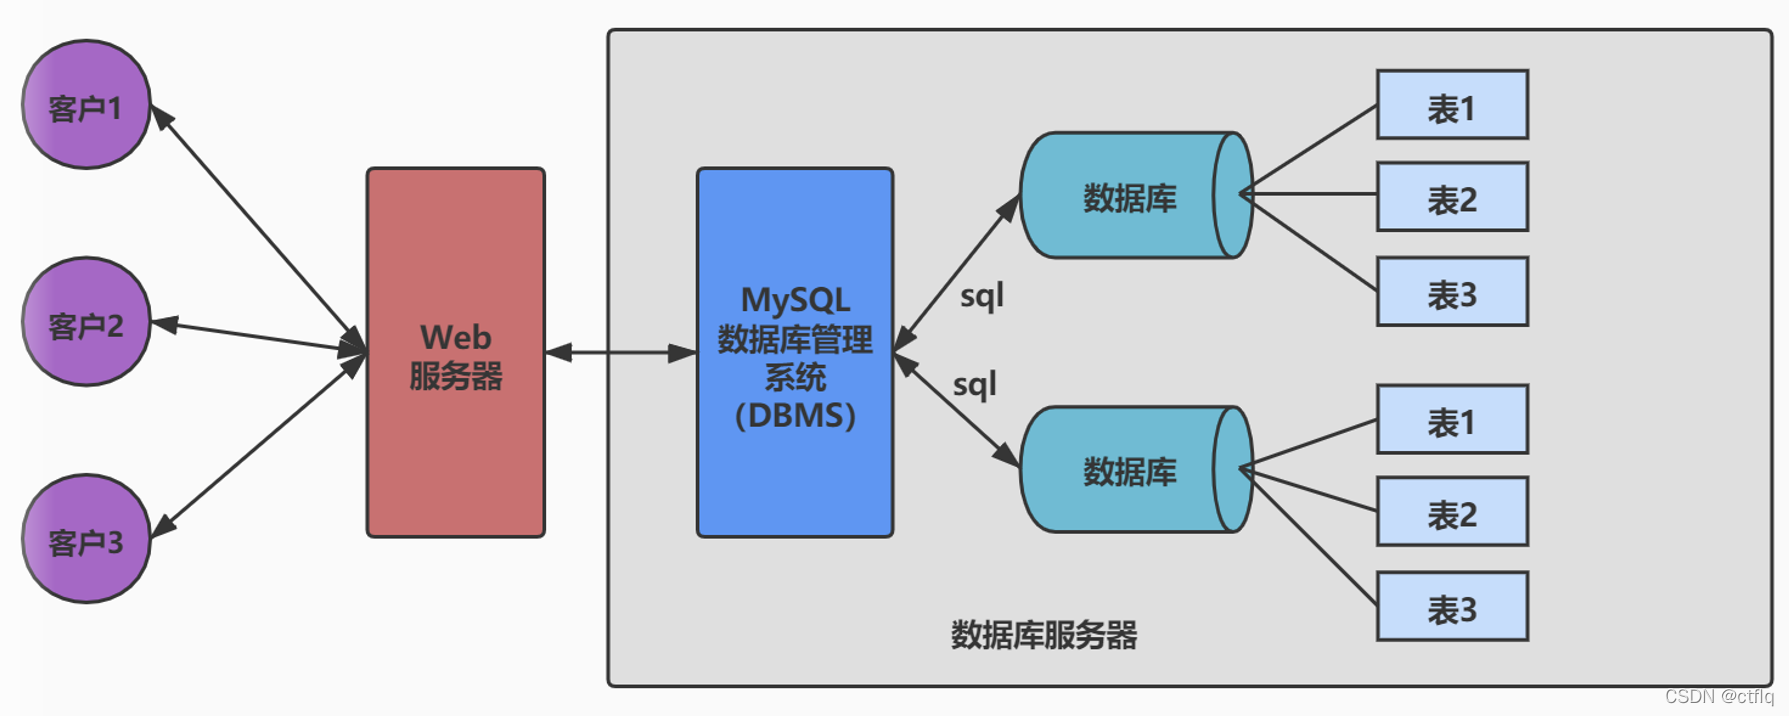 客户1
客户2
客户3
Web
服务器
MySQL
数据库管理
系统
（DBMS）
sql
sql
数据库
表1
表2
表3
数据库
表1
表2
表3
数据库服务器
CSDN @ctflq